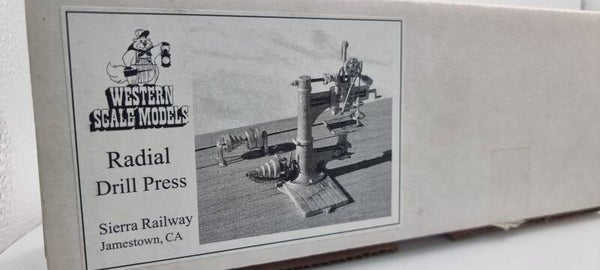 WESTERN
SCALE MODELS
Radial
Drill Press
Sierra Railway
Jamestown, CA